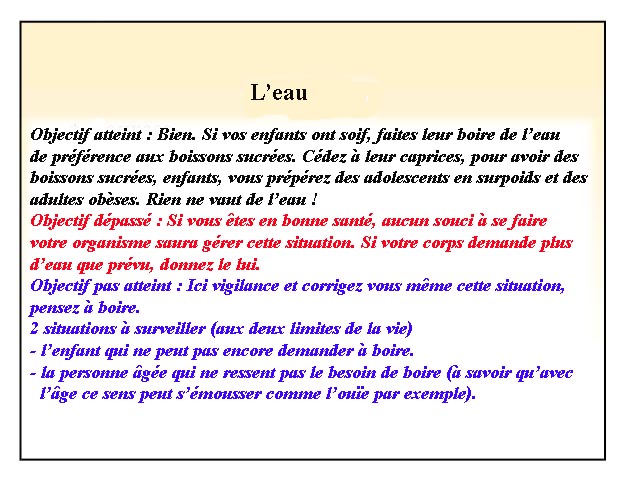 L'eau
Objectif atteint : Bien. Si vos enfants ont soif, faites leur boire de l'eau
de préférence aux boissons sucrées. Cédez à leur caprices, pour avoir des
boissons sucrées, enfants, vous prépérez des adolescents en surpoids et des
adultes obèses. Rien ne vaut de l'eau !
Objectif dépassé : Si vous êtes en bonne santé, aucun souci à se faire
votre organisme saura gérer cette situation. Si votre corps demande plus
d'eau que prévu, donnez le lui.
Objectif pas atteint : Ici vigilance et corrigez vous même cette situation,
pensez à boire.
2 situations à surveiller (aux deux limites de la vie)
- l'enfant qui ne peut pas encore demander à boire.
- la personne âgée qui ne ressent pas le besoin de boire (à savoir qu'avec
l'âge ce sens peut s'émousser comme l'ouïe par exemple).